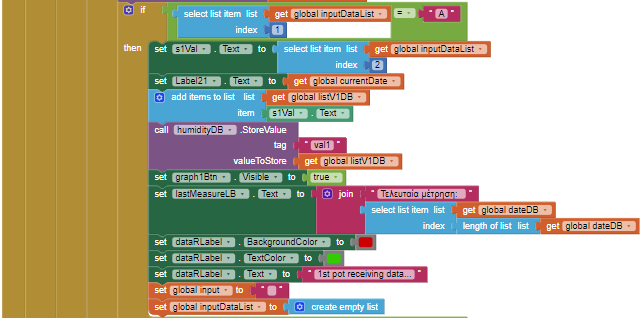 if select list item list get global inputDataList = " A "
index 1
then set s1Val . Text to select list item list get global inputDataList
index 2
set Label21 . Text to get global currentDate
add items to list list get global listV1DB
item s1Val . Text
call humidityDB .StoreValue
tag " val1 "
valueToStore get global listV1DB
set graph1Btn . Visible to true
set lastMeasureLB . Text to join " Τελευταία μέτρηση: "
select list item list get global dateDB
index length of list list get global dateDB
set dataRLabel . BackgroundColor to
set dataRLabel . TextColor to
set dataRLabel . Text to " 1st pot receiving data... "
set global input to " "
set global inputDataList to create empty list